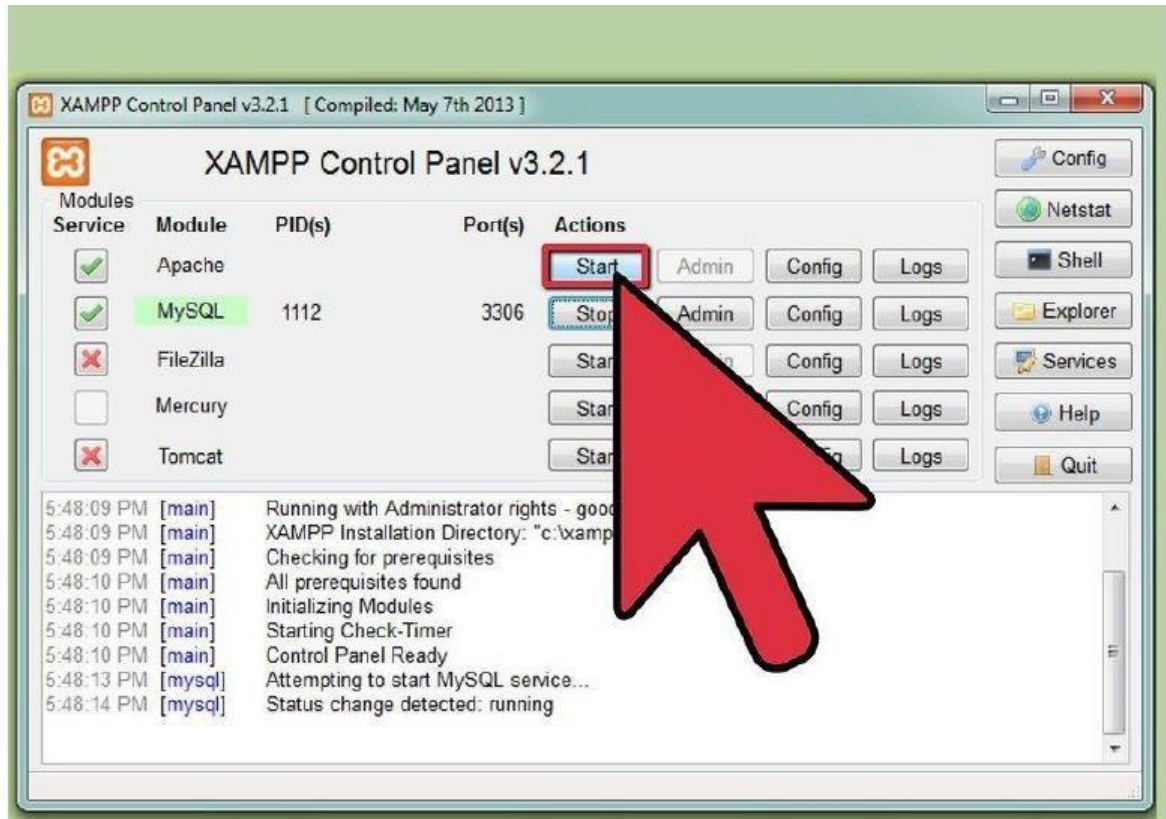 XAMPP Control Panel v3.2.1 [ Compiled: May 7th 2013 ]
XAMPP Control Panel v3.2.1
Config
Modules
Service Module PID(s) Port(s) Actions
Netstat
Apache Start Admin Config Logs
Shell
MySQL 1112 3306 Stop Admin Config Logs
Explorer
FileZilla Config Logs
Services
Mercury Config Logs
Help
Tomcat Logs
Quit
5:48:09 PM [main] Running with Administrator rights -
5:48:09 PM [main] XAMPP Installation Directory:
5:48:09 PM [main] Checking for prerequisites
5:48:10 PM [main] All prerequisites found
5:48:10 PM [main] Initializing Modules
5:48:10 PM [main] Starting Check-Timer
5:48:10 PM [main] Control Panel Ready
5:48:13 PM [mysql] Attempting to start MySQL service...
5:48:14 PM [mysql] Status change detected: running